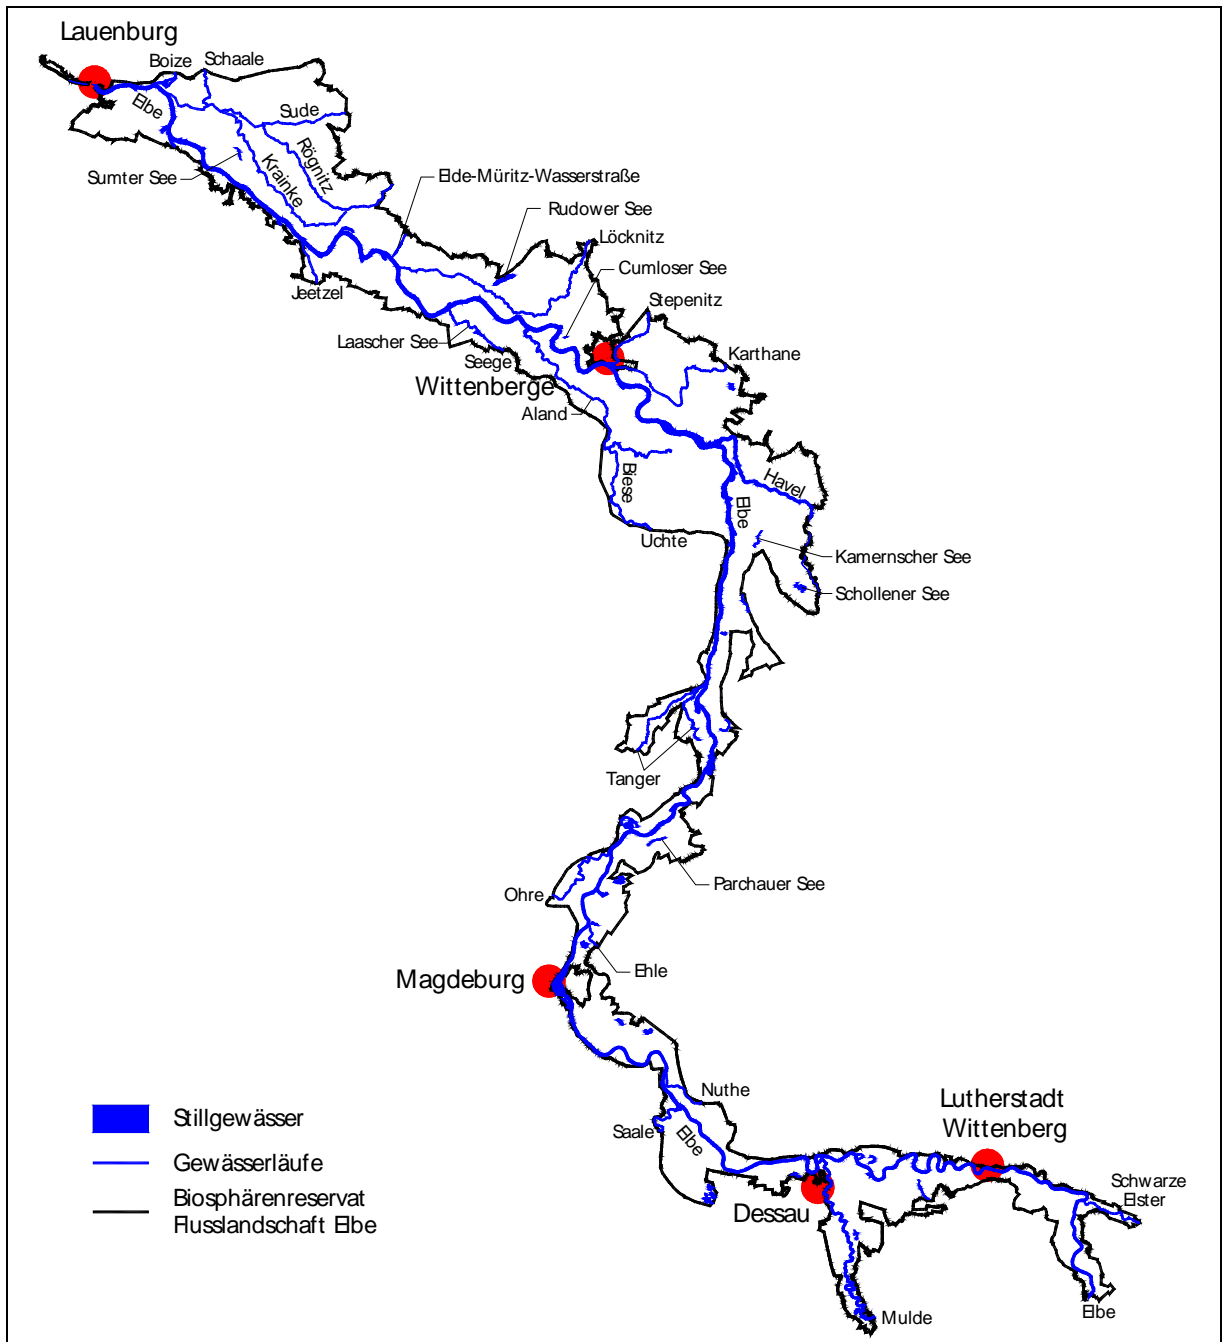 Lauenburg
Boize
Schaale
Elbe
Sude
Rögnitz
Krainke
Sumter See
Elde-Müritz-Wasserstraße
Rudower See
Löcknitz
Cumloser See
Jeetzel
Stepenitz
Laascher See
Seege
Karthane
Wittenberge
Aland
Biese
Havel
Elbe
Uchte
Kamernscher See
Schollener See
Tanger
Parchauer See
Ohre
Ehle
Magdeburg
Nuthe
Saale
Elbe
Lutherstadt
Wittenberg
Schwarze
Elster
Dessau
Mulde
Elbe
Stillgewässer
Gewässerläufe
Biosphärenreservat
Flusslandschaft Elbe